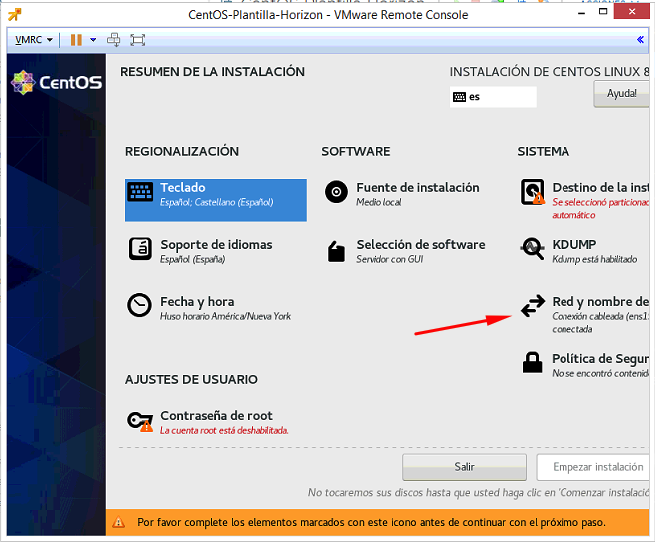 CentOS-Plantilla-Horizon - VMware Remote Console
VMRC
CentOS
RESUMEN DE LA INSTALACIÓN
INSTALACIÓN DE CENTOS LINUX 8
es
Ayuda!
REGIONALIZACIÓN
SOFTWARE
SISTEMA
Teclado
Español; Castellano (Español)
Fuente de instalación
Medio local
Destino de la inst
Se seleccionó particionac
automático
Soporte de idiomas
Español (España)
Selección de software
Servidor con GUI
KDUMP
Kdump está habilitado
Fecha y hora
Huso horario América/Nueva York
Red y nombre de
Conexión cableada (ens1
conectada
Política de Segur
No se encontró contenido
AJUSTES DE USUARIO
Contraseña de root
La cuenta root está deshabilitada.
Salir
Empezar instalación
No tocaremos sus discos hasta que usted haga clic en 'Comenzar instalació
Por favor complete los elementos marcados con este icono antes de continuar con el próximo paso.